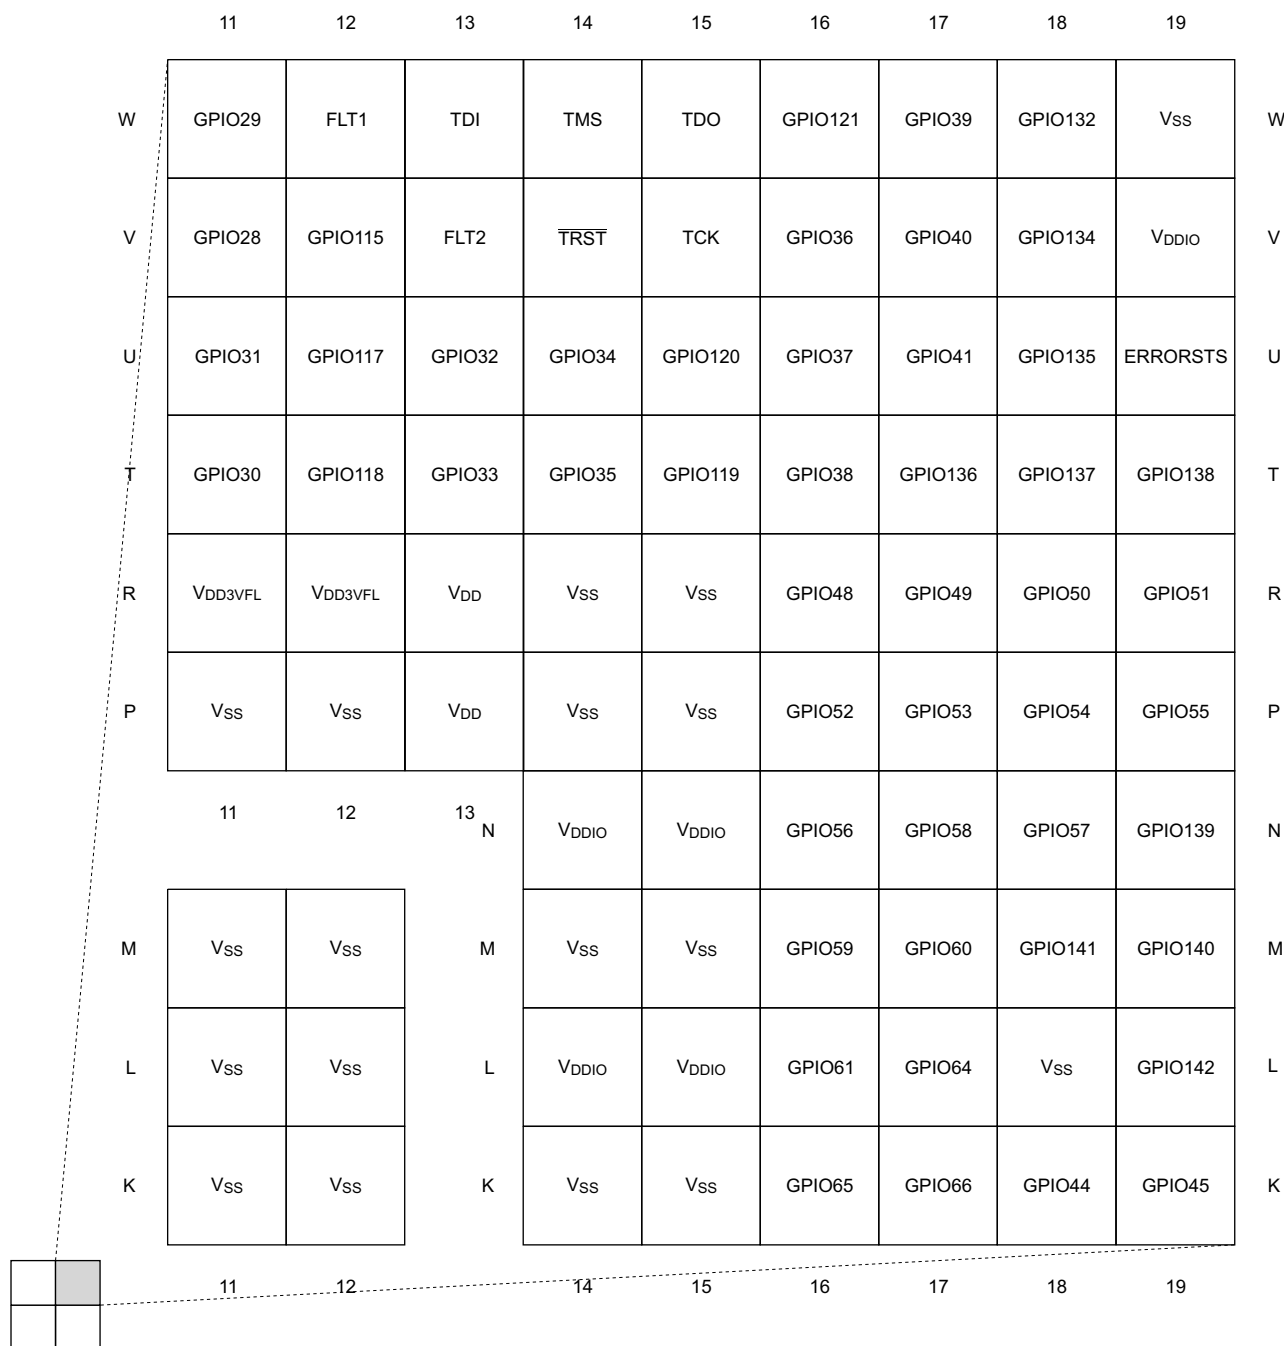 11 12 13 14 15 16 17 18 19
W GPIO29 FLT1 TDI TMS TDO GPIO121 GPIO39 GPIO132 VSS W
V GPIO28 GPIO115 FLT2 T̅R̅S̅T̅ TCK GPIO36 GPIO40 GPIO134 VDDIO V
U GPIO31 GPIO117 GPIO32 GPIO34 GPIO120 GPIO37 GPIO41 GPIO135 ERRORSTS U
T GPIO30 GPIO118 GPIO33 GPIO35 GPIO119 GPIO38 GPIO136 GPIO137 GPIO138 T
R VDD3VFL VDD3VFL VDD VSS VSS GPIO48 GPIO49 GPIO50 GPIO51 R
P VSS VSS VDD VSS VSS GPIO52 GPIO53 GPIO54 GPIO55 P
11 12 13
N VDDIO VDDIO GPIO56 GPIO58 GPIO57 GPIO139 N
M VSS VSS M VSS VSS GPIO59 GPIO60 GPIO141 GPIO140 M
L VSS VSS L VDDIO VDDIO GPIO61 GPIO64 VSS GPIO142 L
K VSS VSS K VSS VSS GPIO65 GPIO66 GPIO44 GPIO45 K
11 12 14 15 16 17 18 19